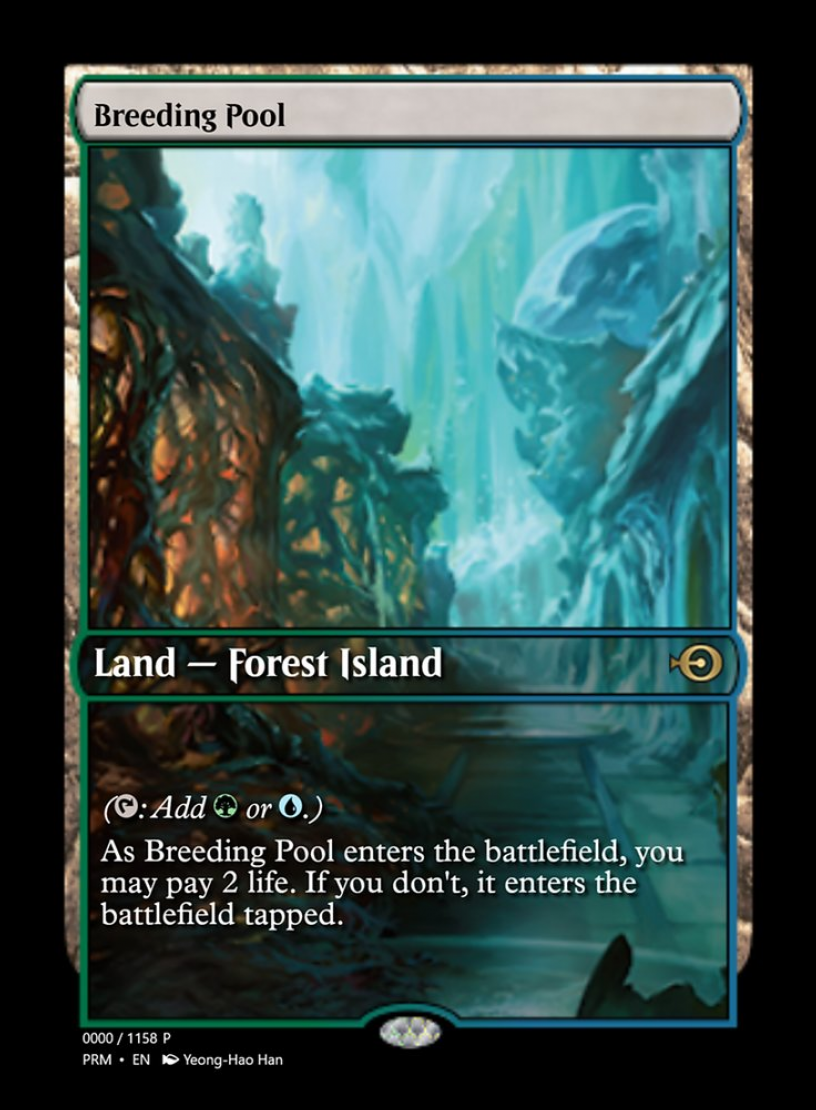 Breeding Pool
Land — Forest Island
(: Add or .)
As Breeding Pool enters the battlefield, you
may pay 2 life. If you don't, it enters the
battlefield tapped.
0000 / 1158 P
PRM • EN Yeong-Hao Han